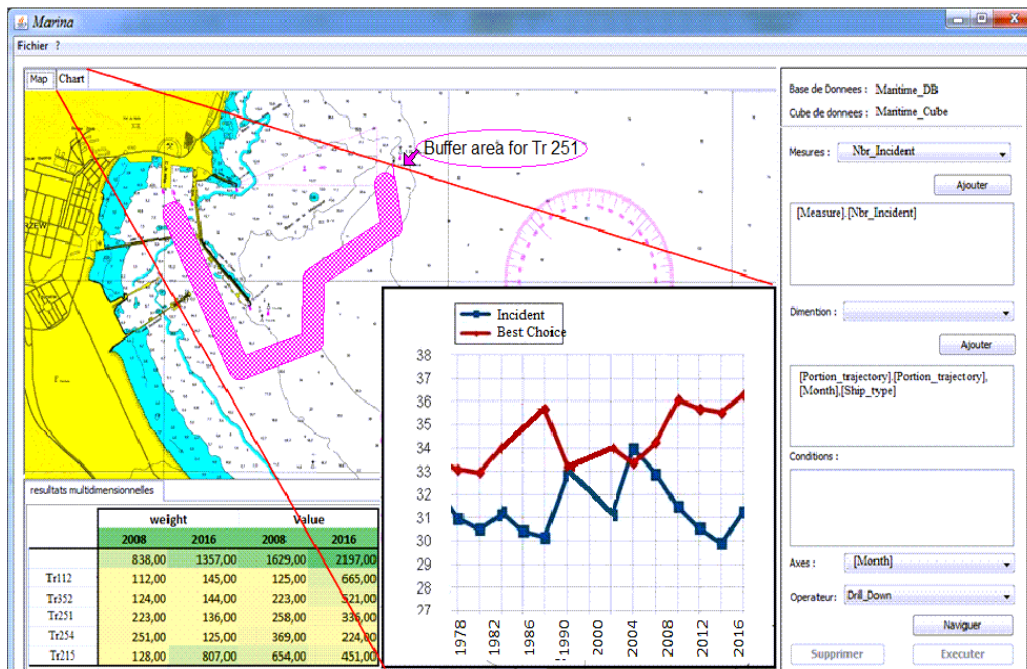 Marina
Fichier ?
Map Chart
Buffer area for Tr 251
RZEW
Base de Donnees : Maritime_DB
Cube de donnees : Maritime_Cube
Mesures : Nbr_Incident
Ajouter
[Measure].[Nbr_Incident]
Dimention :
Ajouter
[Portion_trajectory].[Portion_trajectory],
[Month],[Ship_type]
Conditions :
Axes : [Month]
Operateur: Drill_Down
Naviguer
Supprimer Executer
Incident
Best Choice
38
37
36
35
34
33
32
31
30
29
28
27
1978 1982 1986 1990 2000 2004 2008 2012 2016
resultats multidimensionnelles
weight Value
2008 2016 2008 2016
838,00 1357,00 1629,00 2197,00
Tr112 112,00 145,00 125,00 665,00
Tr352 124,00 144,00 223,00 521,00
Tr251 223,00 136,00 258,00 336,00
Tr254 251,00 125,00 369,00 224,00
Tr215 128,00 807,00 654,00 451,00